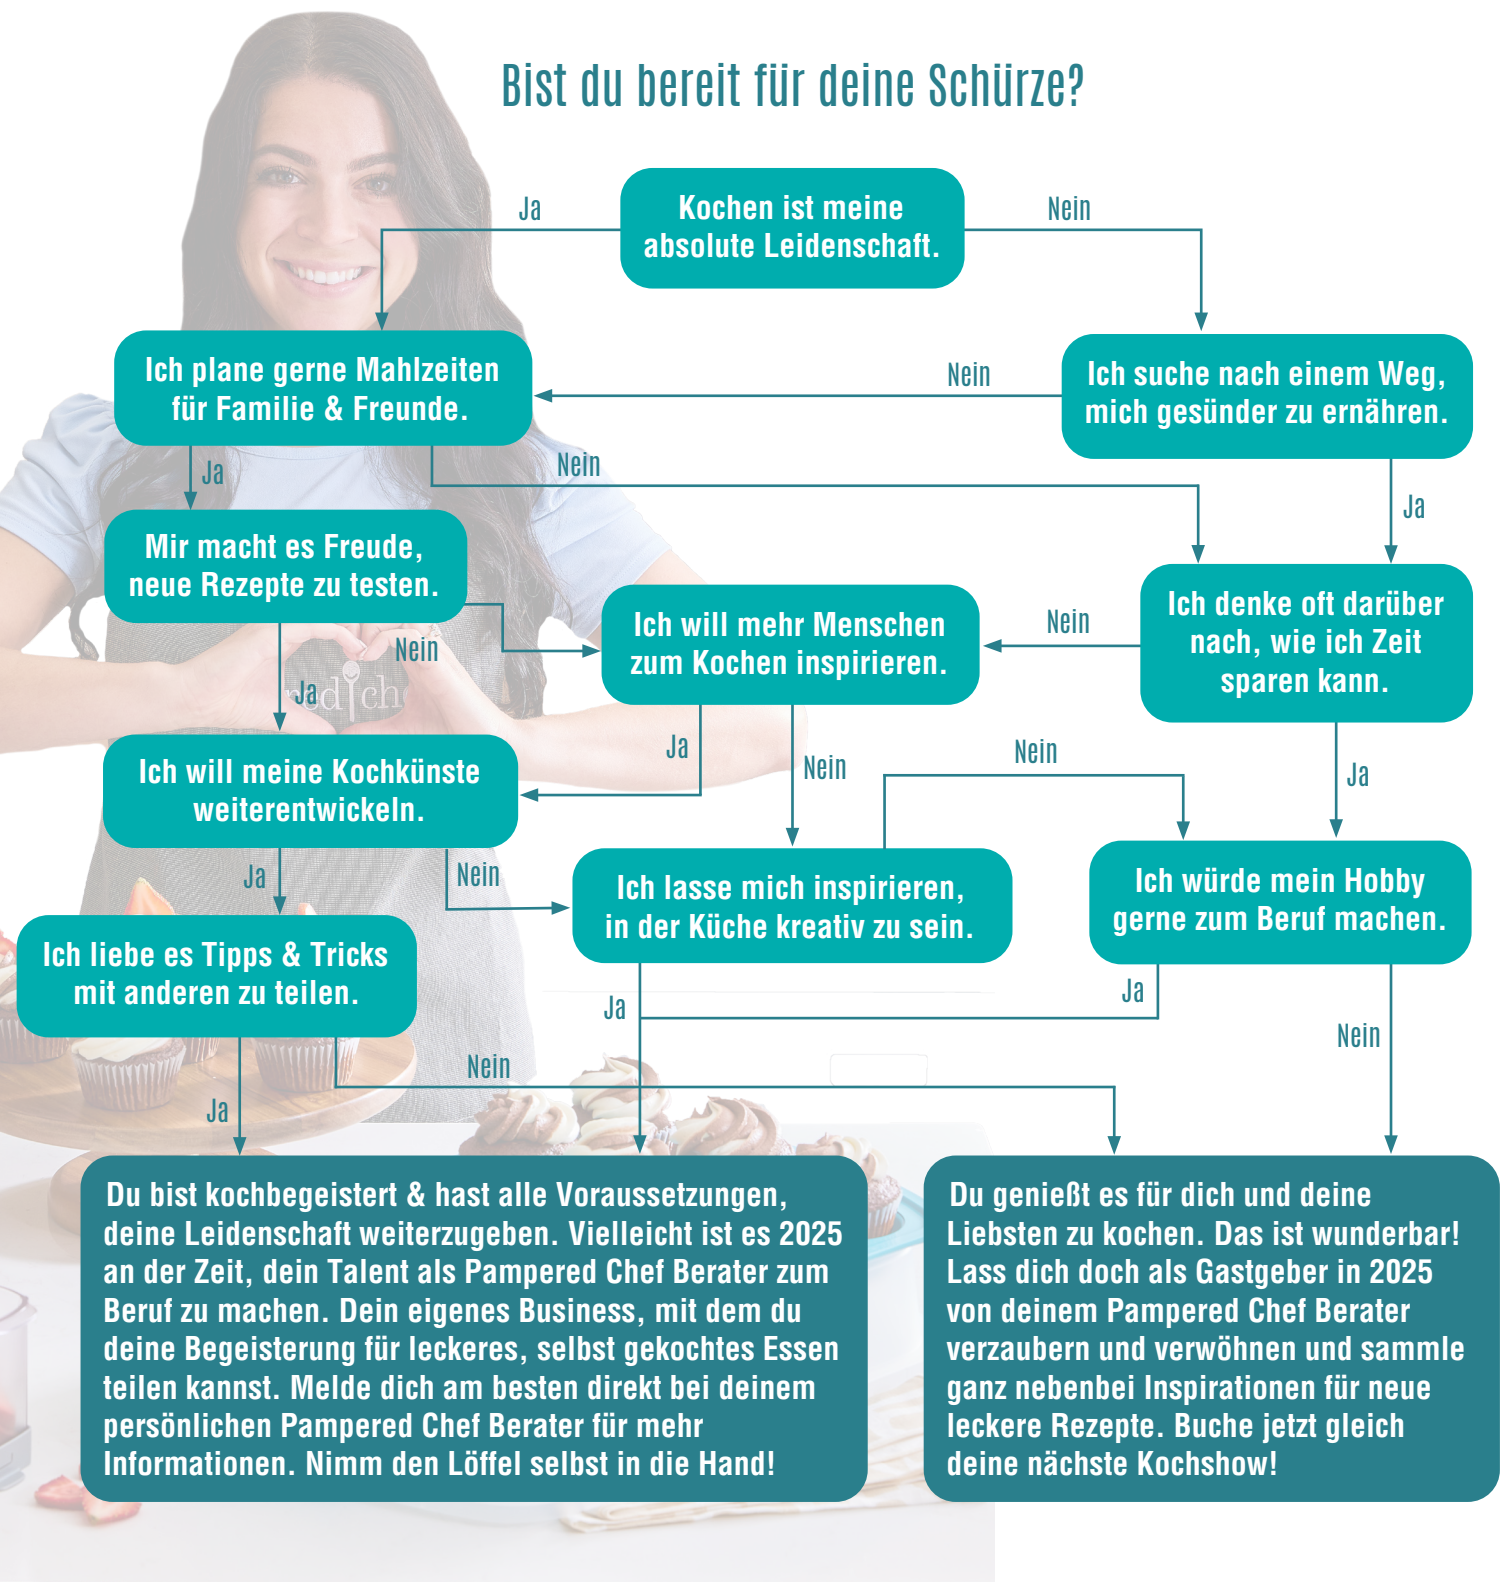 Bist du bereit für deine Schürze?
Ja
Kochen ist meine
absolute Leidenschaft.
Nein
Ich plane gerne Mahlzeiten
für Familie & Freunde.
Nein
Ich suche nach einem Weg,
mich gesünder zu ernähren.
Ja
Nein
Ja
Mir macht es Freude,
neue Rezepte zu testen.
Nein
Ja
Ich will mehr Menschen
zum Kochen inspirieren.
Nein
Ich denke oft darüber
nach, wie ich Zeit
sparen kann.
Ja
Nein
Nein
Ja
Ich will meine Kochkünste
weiterentwickeln.
Ja
Nein
Ich lasse mich inspirieren,
in der Küche kreativ zu sein.
Ich würde mein Hobby
gerne zum Beruf machen.
Ich liebe es Tipps & Tricks
mit anderen zu teilen.
Ja
Ja
Nein
Nein
Ja
Du bist kochbegeistert & hast alle Voraussetzungen,
deine Leidenschaft weiterzugeben. Vielleicht ist es 2025
an der Zeit, dein Talent als Pampered Chef Berater zum
Beruf zu machen. Dein eigenes Business, mit dem du
deine Begeisterung für leckeres, selbst gekochtes Essen
teilen kannst. Melde dich am besten direkt bei deinem
persönlichen Pampered Chef Berater für mehr
Informationen. Nimm den Löffel selbst in die Hand!
Du genießt es für dich und deine
Liebsten zu kochen. Das ist wunderbar!
Lass dich doch als Gastgeber in 2025
von deinem Pampered Chef Berater
verzaubern und verwöhnen und sammle
ganz nebenbei Inspirationen für neue
leckere Rezepte. Buche jetzt gleich
deine nächste Kochshow!